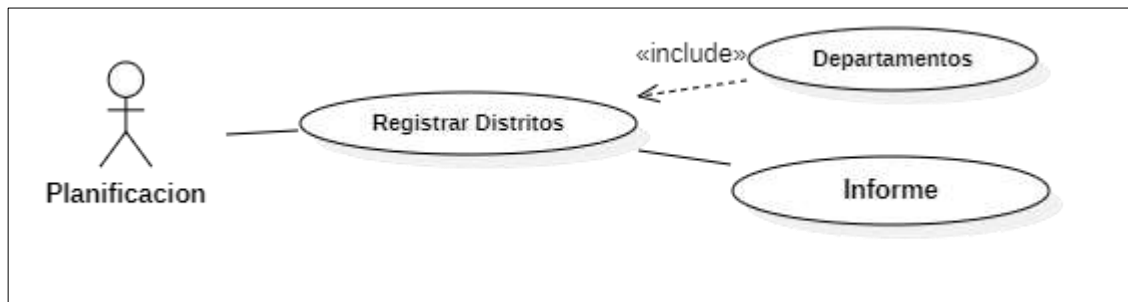 «include»
Departamentos
Registrar Distritos
Planificacion
Informe